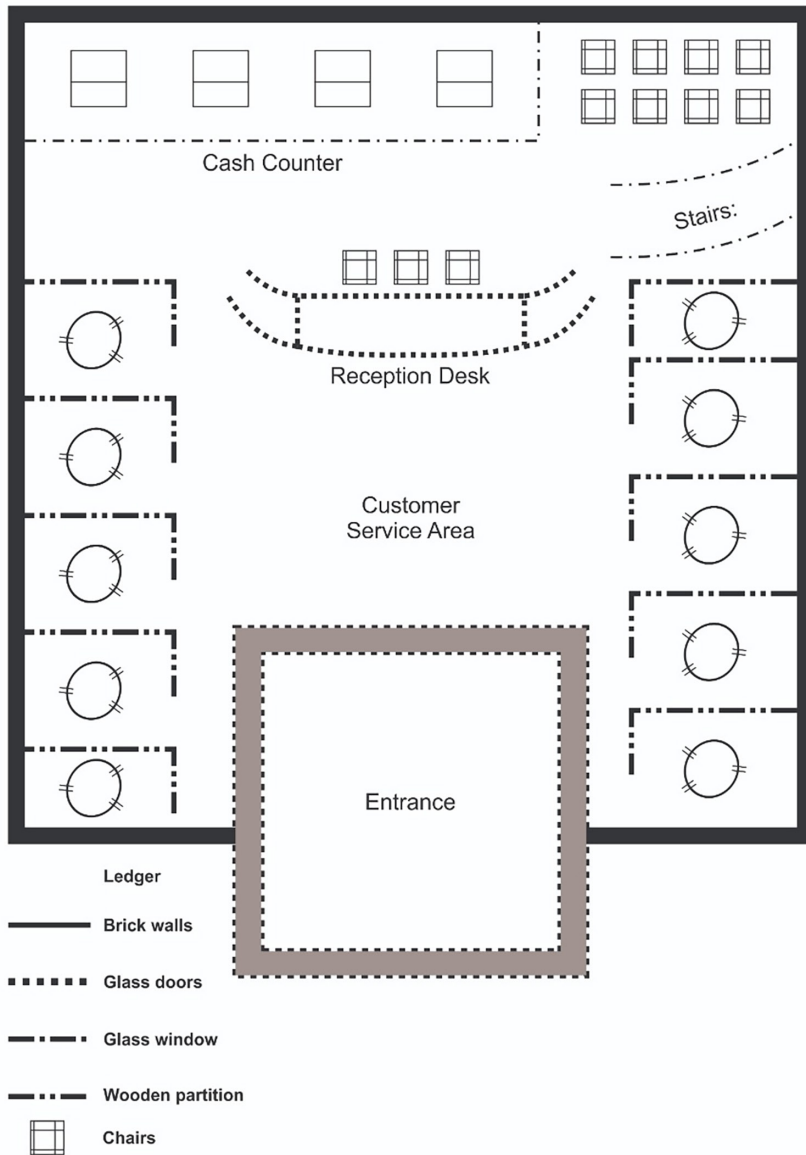 Cash Counter
Stairs:
Reception Desk
Customer
Service Area
Entrance
Ledger
Brick walls
Glass doors
Glass window
Wooden partition
Chairs